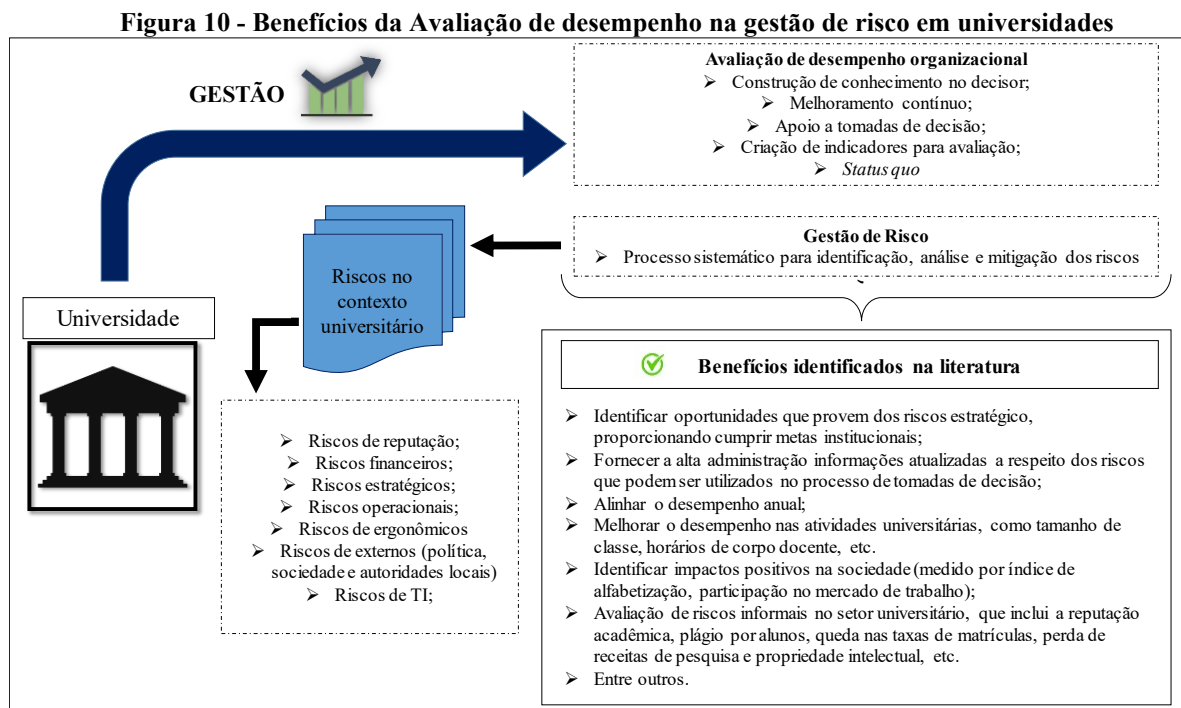 Figura 10 - Benefícios da Avaliação de desempenho na gestão de risco em universidades
GESTÃO
Avaliação de desempenho organizacional
➢ Construção de conhecimento no decisor;
➢ Melhoramento contínuo;
➢ Apoio a tomadas de decisão;
➢ Criação de indicadores para avaliação;
➢ Status quo
Gestão de Risco
➢ Processo sistemático para identificação, análise e mitigação dos riscos
Riscos no
contexto
universitário
Universidade
➢ Riscos de reputação;
➢ Riscos financeiros;
➢ Riscos estratégicos;
➢ Riscos operacionais;
➢ Riscos de ergonômicos
➢ Riscos de externos (política,
sociedade e autoridades locais)
➢ Riscos de TI;
Benefícios identificados na literatura
➢ Identificar oportunidades que provem dos riscos estratégico,
proporcionando cumprir metas institucionais;
➢ Fornecer a alta administração informações atualizadas a respeito dos riscos
que podem ser utilizados no processo de tomadas de decisão;
➢ Alinhar o desempenho anual;
➢ Melhorar o desempenho nas atividades universitárias, como tamanho de
classe, horários de corpo docente, etc.
➢ Identificar impactos positivos na sociedade (medido por índice de
alfabetização, participação no mercado de trabalho);
➢ Avaliação de riscos informais no setor universitário, que inclui a reputação
acadêmica, plágio por alunos, queda nas taxas de matrículas, perda de
receitas de pesquisa e propriedade intelectual, etc.
➢ Entre outros.